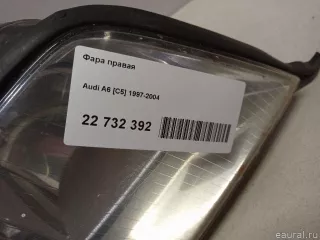 Фара правая
Audi A6 [C5] 1997-2004
22 732 392
eaural.ru